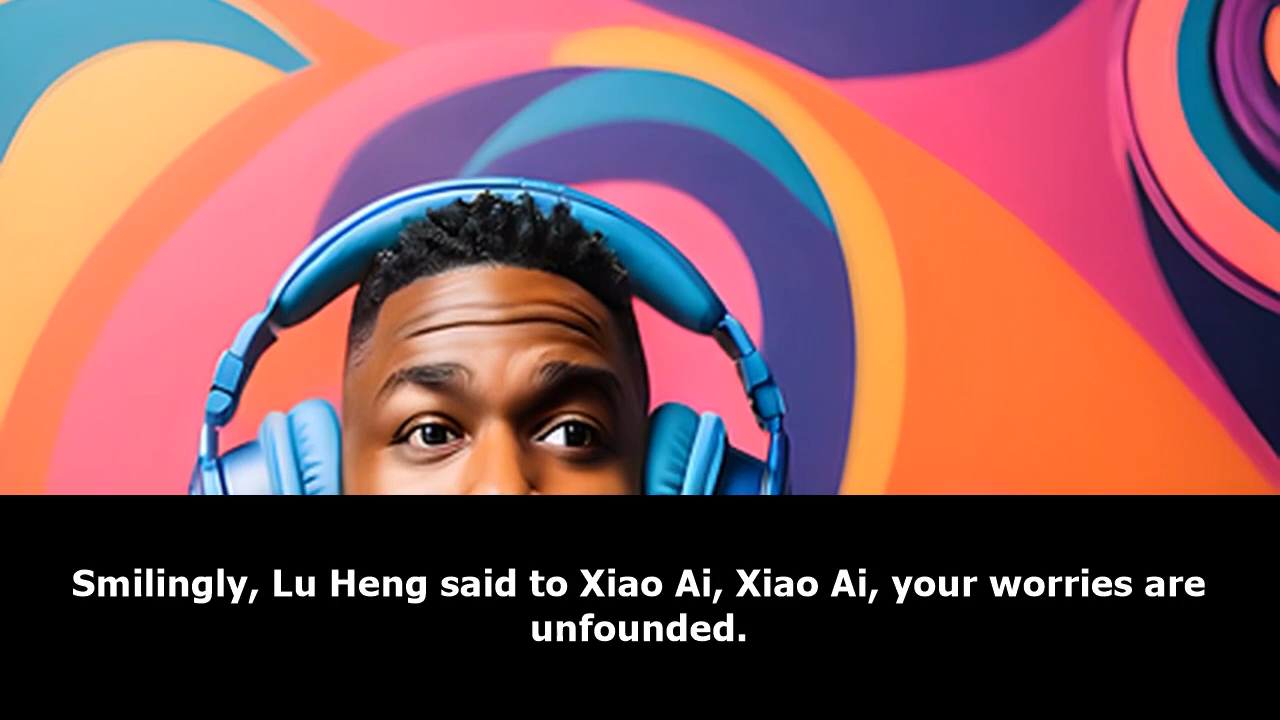 Smilingly, Lu Heng said to Xiao Ai, Xiao Ai, your worries are
unfounded.